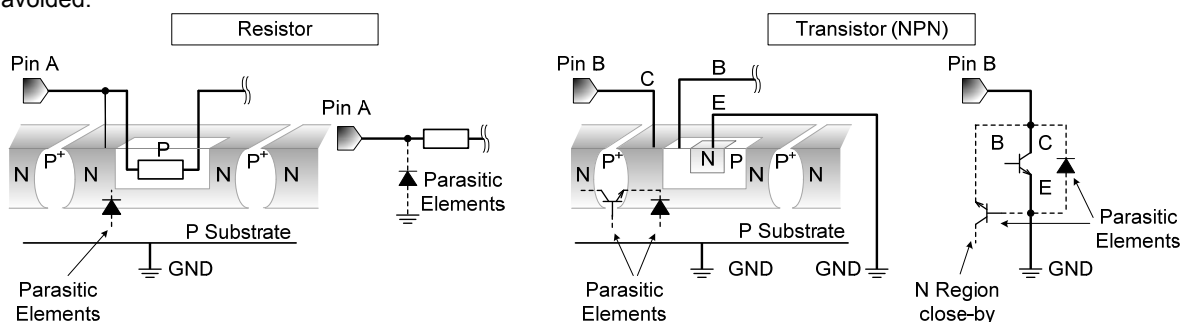 avoided.
Resistor
Transistor (NPN)
Pin A
Pin A
N P+ N P N P+ N
Parasitic
Elements
P Substrate
GND
Parasitic
Elements
Pin B
C
B
E
N P+ N N P N P+ N
P Substrate
GND
GND
Parasitic
Elements
Pin B
B C
E
Parasitic
Elements
GND
N Region
close-by